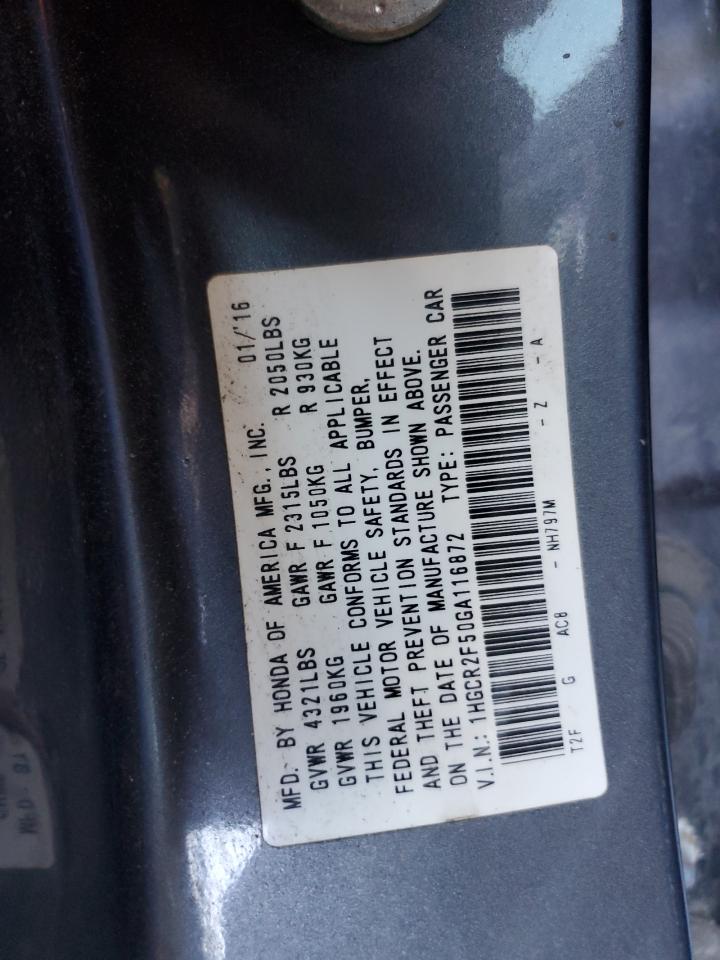 MFD. BY HONDA OF AMERICA MFG., INC. 01/'16
GVWR 4321LBS GAWR F 2315LBS R 2050LBS
GVWR 1960KG GAWR F 1050KG R 930KG
THIS VEHICLE CONFORMS TO ALL APPLICABLE
FEDERAL MOTOR VEHICLE SAFETY, BUMPER,
AND THEFT PREVENTION STANDARDS IN EFFECT
ON THE DATE OF MANUFACTURE SHOWN ABOVE.
V.I.N.: 1HGCR2F50GA116872 TYPE: PASSENGER CAR
T2F G AC8 - NH797M - Z - A